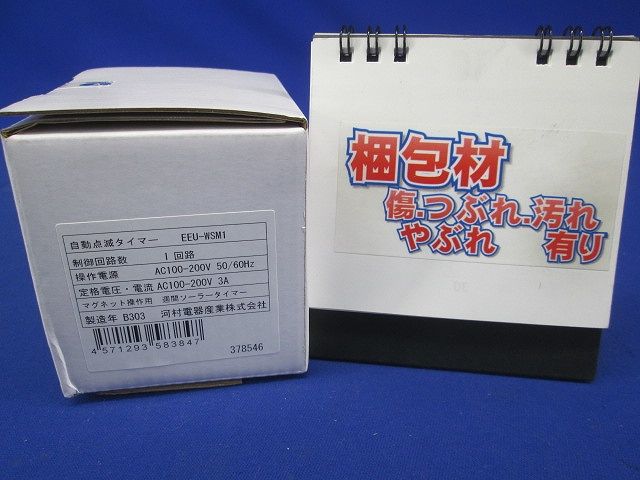 自動点滅タイマー EEU-WSM1
制御回路数 1回路
操作電源 AC100-200V 50/60Hz
定格電圧・電流 AC100-200V 3A
マグネット操作用 週間ソーラータイマー
製造年 B303 河村電器産業株式会社
4571293583847
378546
梱包材
傷.つぶれ.汚れ
やぶれ 有り